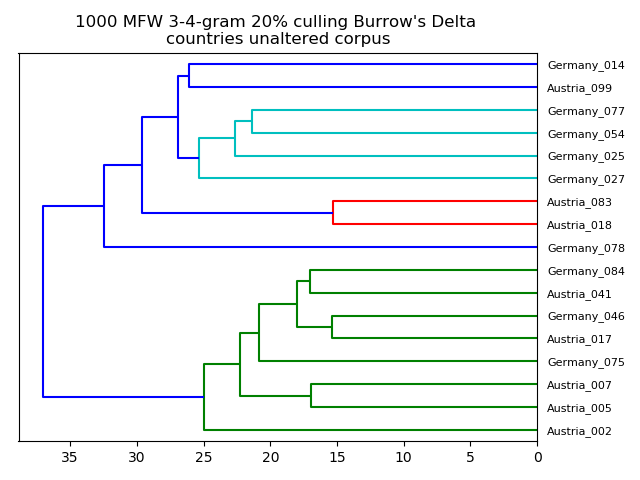 1000 MFW 3-4-gram 20% culling Burrow's Delta
countries unaltered corpus
Germany_014
Austria_099
Germany_077
Germany_054
Germany_025
Germany_027
Austria_083
Austria_018
Germany_078
Germany_084
Austria_041
Germany_046
Austria_017
Germany_075
Austria_007
Austria_005
Austria_002
35 30 25 20 15 10 5 0